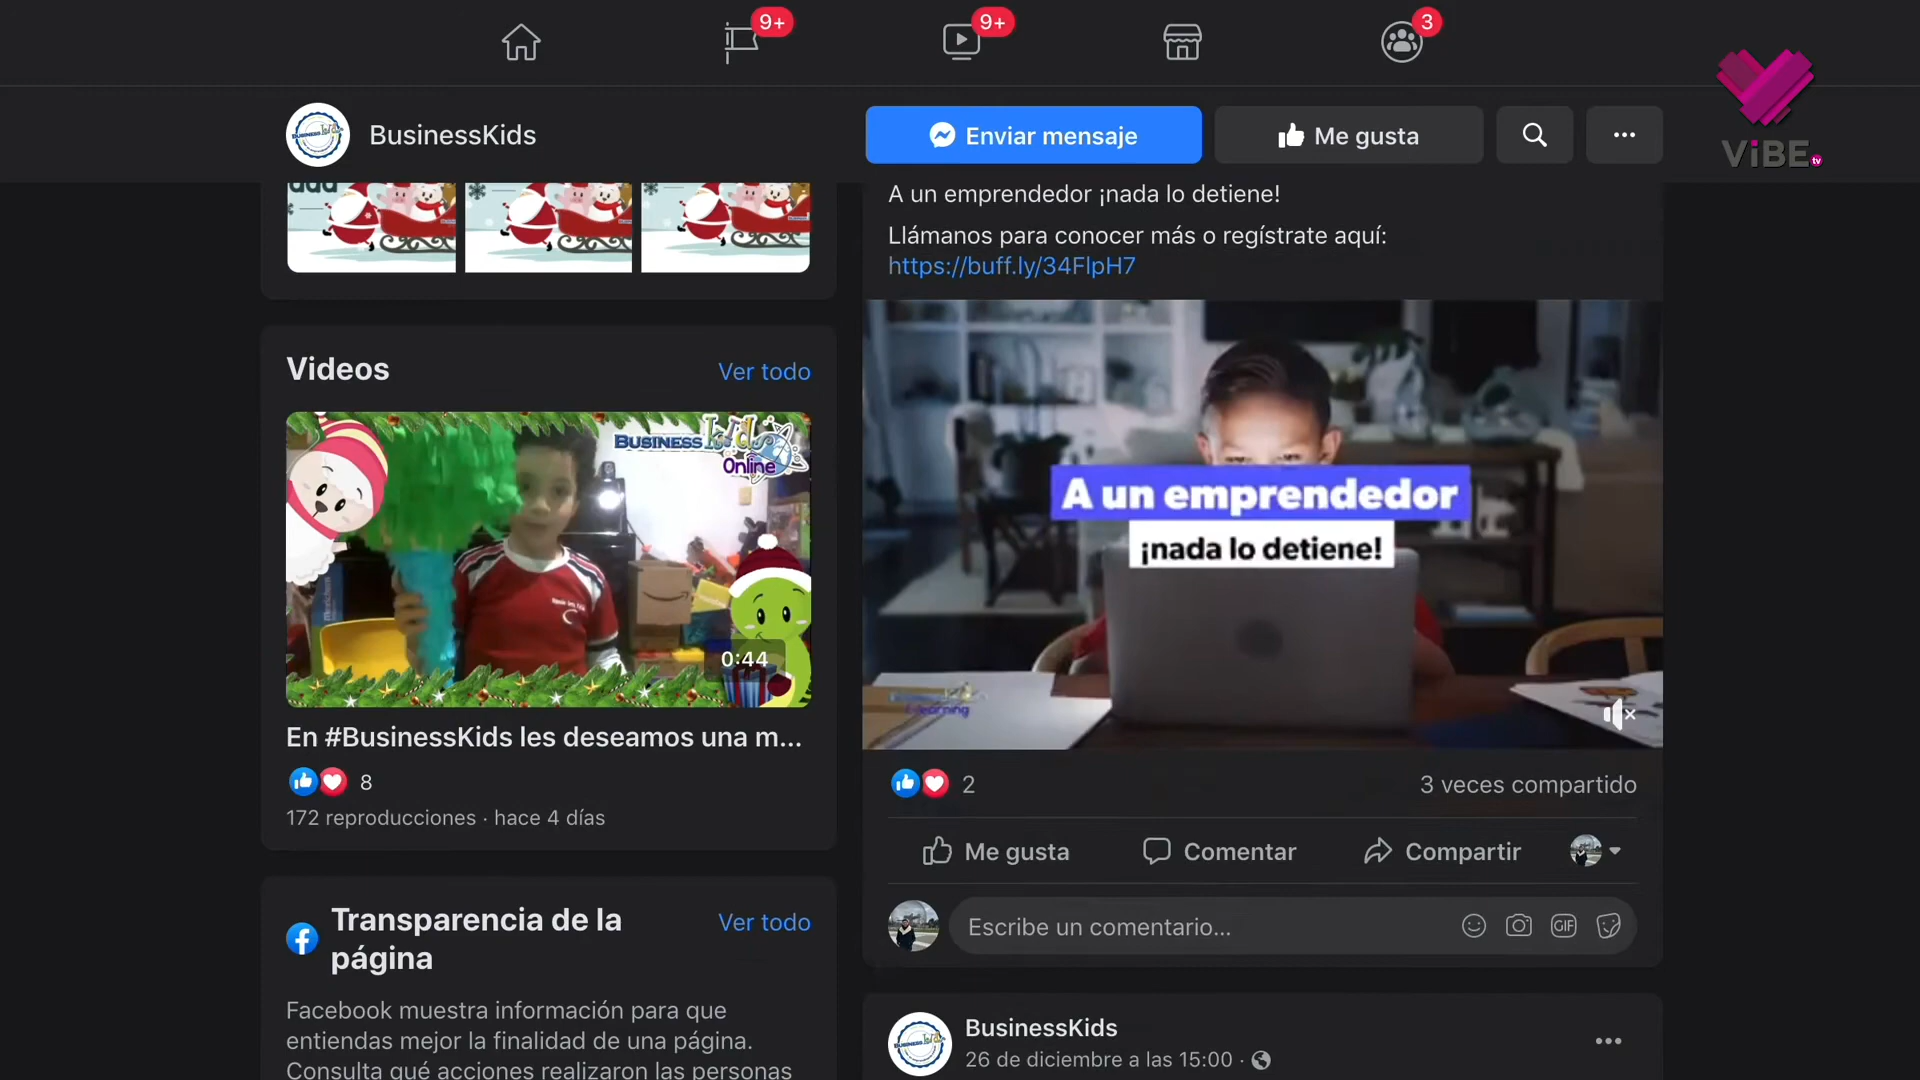 9+
9+
3
BusinessKids
Enviar mensaje
Me gusta
ViBE tv
A un emprendedor ¡nada lo detiene!
Llámanos para conocer más o regístrate aquí:
https://buff.ly/34FlpH7
Videos
Ver todo
BUSINESS kids
Online
0:44
En #BusinessKids les deseamos una m...
8
172 reproducciones · hace 4 días
A un emprendedor
¡nada lo detiene!
2
3 veces compartido
Me gusta
Comentar
Compartir
Escribe un comentario...
GIF
Transparencia de la
página
Ver todo
Facebook muestra información para que
entiendas mejor la finalidad de una página.
Consulta qué acciones realizaron las personas
BusinessKids
26 de diciembre a las 15:00 ·